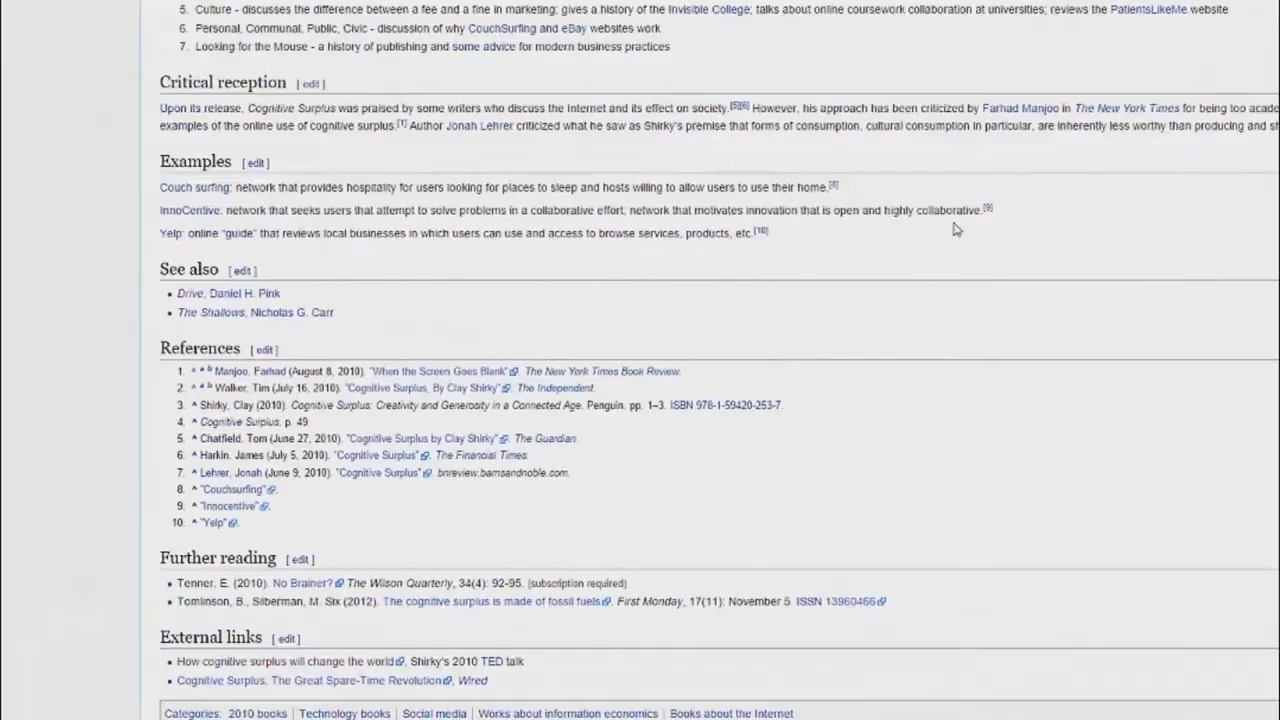 5. Culture - discusses the difference between a fee and a fine in marketing; gives a history of the Invisible College; talks about online coursework collaboration at universities; reviews the PatientsLikeMe website
6. Personal, Communal, Public, Civic - discussion of why CouchSurfing and eBay websites work
7. Looking for the Mouse - a history of publishing and some advice for modern business practices
Critical reception [ edit ]
Upon its release, Cognitive Surplus was praised by some writers who discuss the Internet and its effect on society.[5][6] However, his approach has been criticized by Farhad Manjoo in The New York Times for being too
examples of the online use of cognitive surplus.[1] Author Jonah Lehrer criticized what he saw as Shirky's premise that forms of consumption, cultural consumption in particular, are inherently less worthy than producing and
Examples [ edit ]
Couch surfing: network that provides hospitality for users looking for places to sleep and hosts willing to allow users to use their home.[8]
InnoCentive: network that seeks users that attempt to solve problems in a collaborative effort, network that motivates innovation that is open and highly collaborative.[9]
Yelp: online "guide" that reviews local businesses in which users can use and access to browse services, products, etc.[10]
See also [ edit ]
• Drive, Daniel H. Pink
• The Shallows, Nicholas G. Carr
References [ edit ]
1. ^ a b Manjoo, Farhad (August 8, 2010). "When the Screen Goes Blank". The New York Times Book Review.
2. ^ a b Walker, Tim (July 16, 2010). "Cognitive Surplus, By Clay Shirky". The Independent.
3. ^ Shirky, Clay (2010). Cognitive Surplus: Creativity and Generosity in a Connected Age. Penguin. pp. 1–3. ISBN 978-1-59420-253-7.
4. ^ Cognitive Surplus, p. 49
5. ^ Chatfield, Tom (June 27, 2010). "Cognitive Surplus by Clay Shirky". The Guardian.
6. ^ Harkin, James (July 5, 2010). "Cognitive Surplus". The Financial Times.
7. ^ Lehrer, Jonah (June 9, 2010). "Cognitive Surplus". bnreview.barnsandnoble.com.
8. ^ "Couchsurfing".
9. ^ "Innocentive".
10. ^ "Yelp".
Further reading [ edit ]
• Tenner, E. (2010). No Brainer? The Wilson Quarterly, 34(4): 92-95. (subscription required)
• Tomlinson, B., Silberman, M. Six (2012). The cognitive surplus is made of fossil fuels. First Monday, 17(11): November 5. ISSN 13960466
External links [ edit ]
• How cognitive surplus will change the world, Shirky's 2010 TED talk
• Cognitive Surplus: The Great Spare-Time Revolution, Wired
Categories: 2010 books | Technology books | Social media | Works about information economics | Books about the Internet